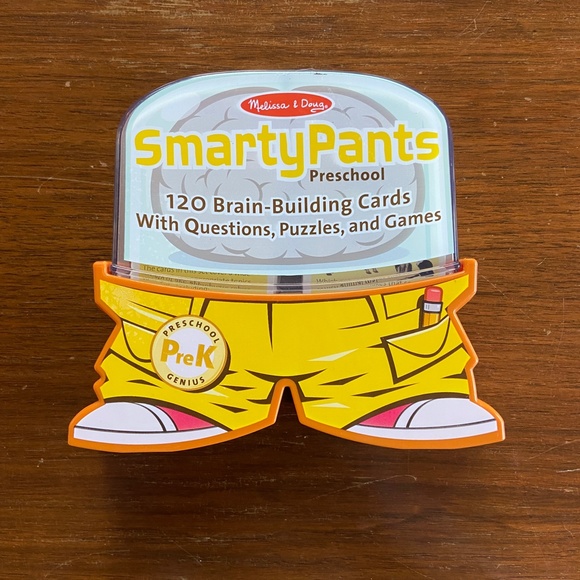 Melissa & Doug®
SmartyPants
Preschool
120 Brain-Building Cards
With Questions, Puzzles, and Games
PRESCHOOL
PreK
GENIUS